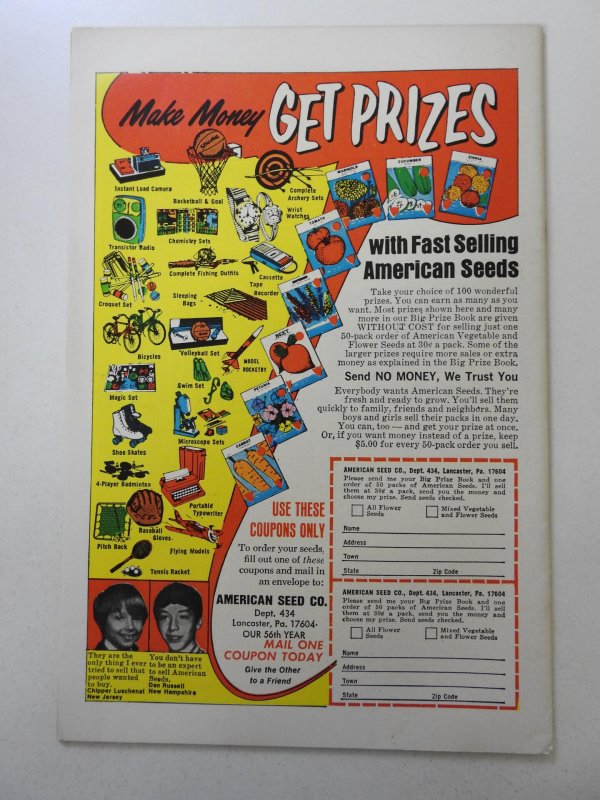 Make Money GET PRIZES
SPALDING
Instant Load Camera
Basketball & Goal
Complete
Archery Sets
Wrist
Watches
Transistor Radio
Chemistry Sets
Complete Fishing Outfits
Cassette
Tape
Recorder
Croquet Set
Sleeping
Bags
Bicycles
Volleyball Set
MODEL
ROCKETRY
Swim Set
Magic Set
Microscope Sets
Shoe Skates
4-Player Badminton
Portable
Typewriter
Baseball
Gloves
Pitch Back
Flying Models
Tennis Racket
MARIGOLD
CUCUMBER
ZINNIA
TOMATO
BEET
PETUNIA
CARROT
with Fast Selling
American Seeds
Take your choice of 100 wonderful
prizes. You can earn as many as you
want. Most prizes shown here and many
more in our Big Prize Book are given
WITHOUT COST for selling just one
50-pack order of American Vegetable and
Flower Seeds at 30¢ a pack. Some of the
larger prizes require more sales or extra
money as explained in the Big Prize Book.
Send NO MONEY, We Trust You
Everybody wants American Seeds. They're
fresh and ready to grow. You'll sell them
quickly to family, friends and neighbors. Many
boys and girls sell their packs in one day.
You can, too — and get your prize at once.
Or, if you want money instead of a prize, keep
$5.00 for every 50-pack order you sell.
USE THESE
COUPONS ONLY
To order your seeds,
fill out one of these
coupons and mail in
an envelope to:
AMERICAN SEED CO.
Dept. 434
Lancaster, Pa. 17604
OUR 56th YEAR
MAIL ONE
COUPON TODAY
Give the Other
to a Friend
AMERICAN SEED CO., Dept. 434, Lancaster, Pa. 17604
Please send me your Big Prize Book and one
order of 50 packs of American Seeds. I'll sell
them at 30¢ a pack, send you the money and
choose my prize. Send seeds checked.
All Flower
Seeds
Mixed Vegetable
and Flower Seeds
Name
Address
Town
State Zip Code
AMERICAN SEED CO., Dept. 434, Lancaster, Pa. 17604
Please send me your Big Prize Book and one
order of 50 packs of American Seeds. I'll sell
them at 30¢ a pack, send you the money and
choose my prize. Send seeds checked.
All Flower
Seeds
Mixed Vegetable
and Flower Seeds
Name
Address
Town
State Zip Code
They are the
only thing I ever
tried to sell that
people wanted
to buy.
Chipper Luschenat
New Jersey
You don't have
to be an expert
to sell American
Seeds.
Dan Russell
New Hampshire